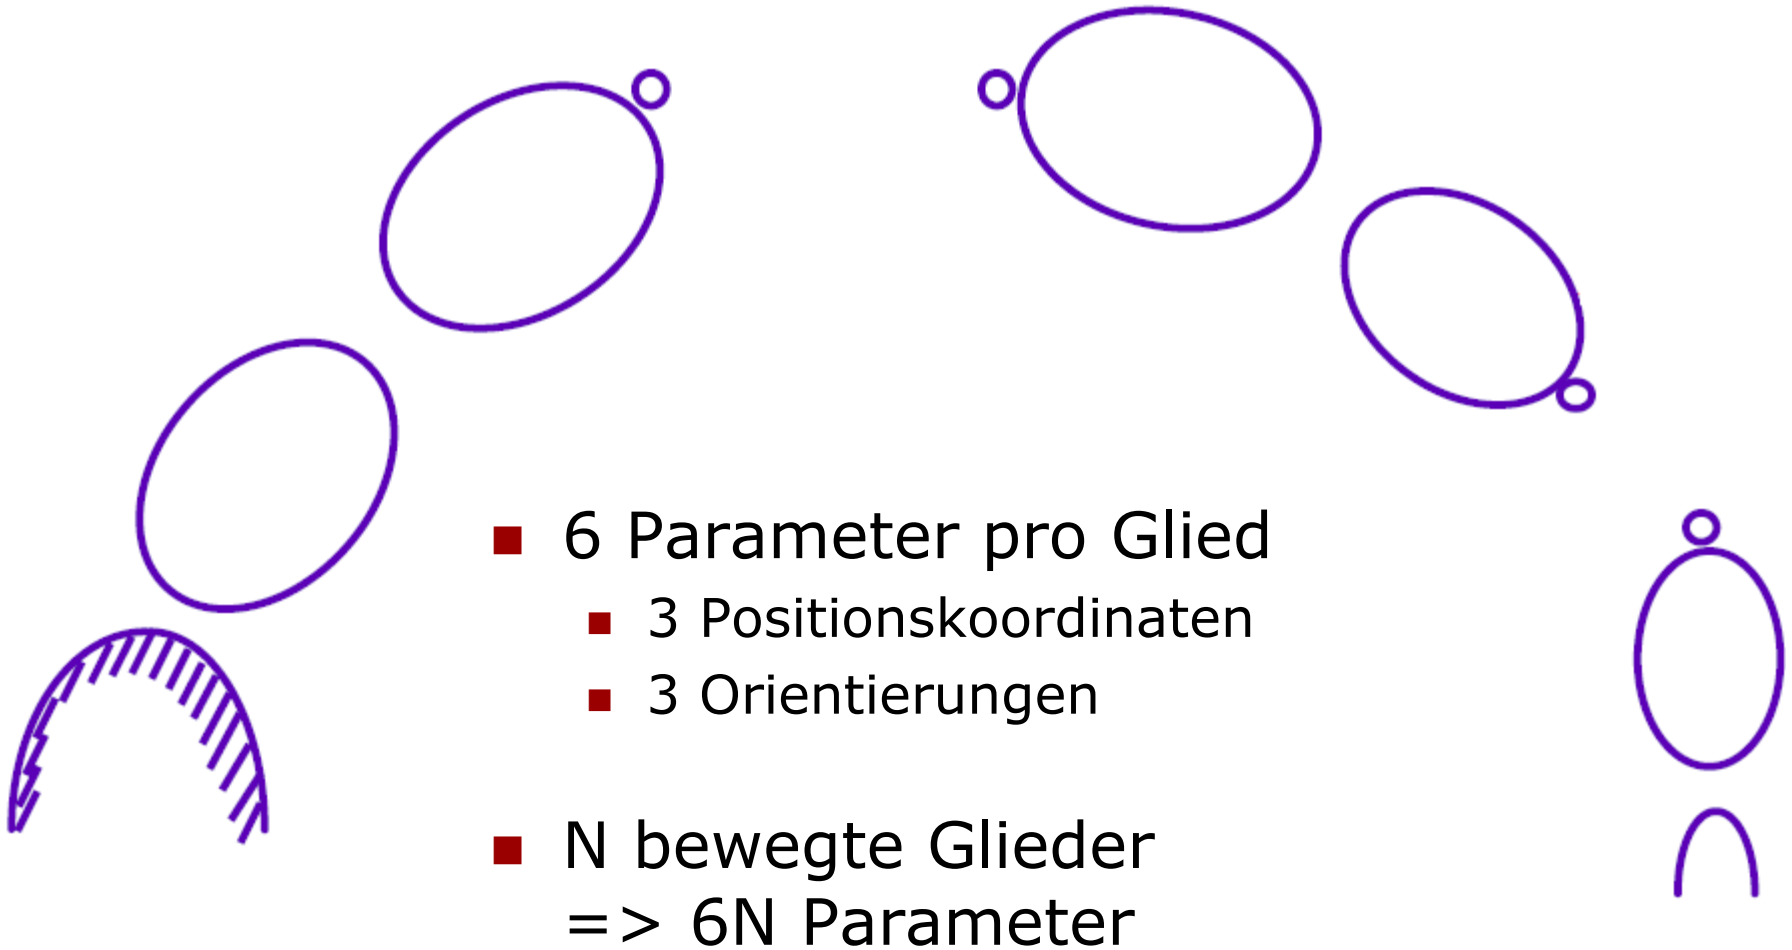 6 Parameter pro Glied
3 Positionskoordinaten
3 Orientierungen
N bewegte Glieder
=> 6N Parameter